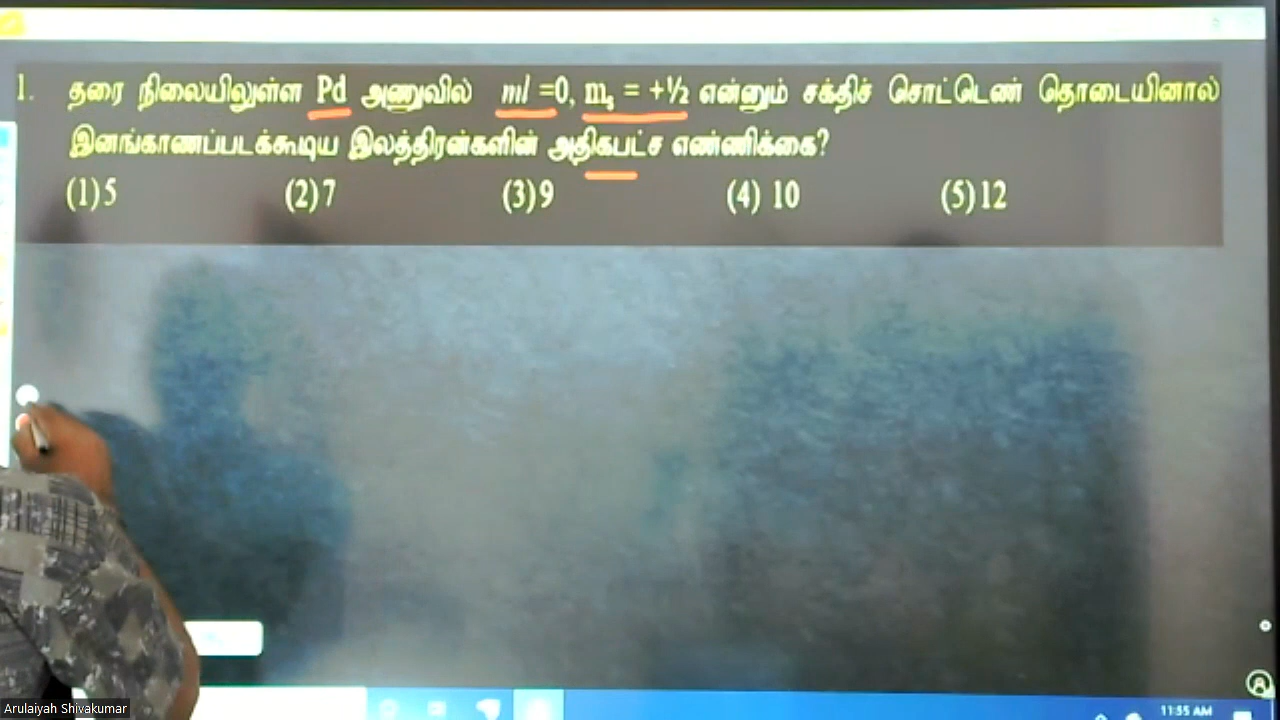 1. தரை நிலையிலுள்ள Pd அணுவில் ml =0, mₛ = +½ என்னும் சக்திச் சொட்டெண் தொடையினால்
இனங்காணப்படக்கூடிய இலத்திரன்களின் அதிகபட்ச எண்ணிக்கை?
(1) 5 (2) 7 (3) 9 (4) 10 (5) 12
Arulaiyah Shivakumar
11:55 AM